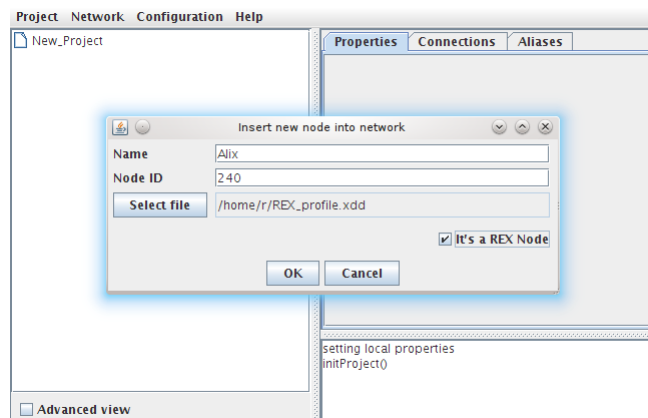 Project Network Configuration Help
New_Project
Properties Connections Aliases
Insert new node into network
Name Alix
Node ID 240
Select file /home/r/REX_profile.xdd
It's a REX Node
OK Cancel
setting local properties
initProject()
Advanced view